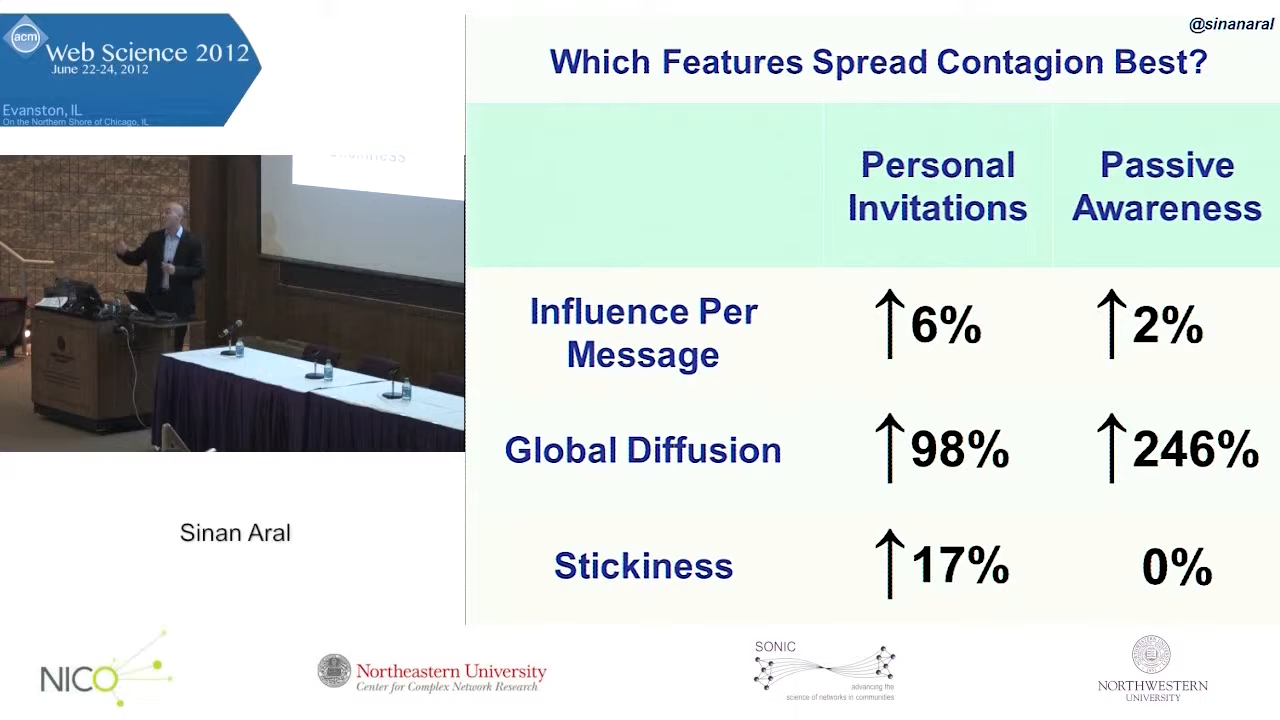 acm
Web Science 2012
June 22-24, 2012
Evanston, IL
On the Northern Shore of Chicago, IL
@sinanaral
Which Features Spread Contagion Best?
Personal
Invitations
Passive
Awareness
Influence Per
Message
↑6%
↑2%
Global Diffusion
↑98%
↑246%
Stickiness
↑17%
0%
Sinan Aral
NICO
Northeastern University
Center for Complex Network Research
SONIC
advancing the
science of networks in communities
NORTHWESTERN
UNIVERSITY